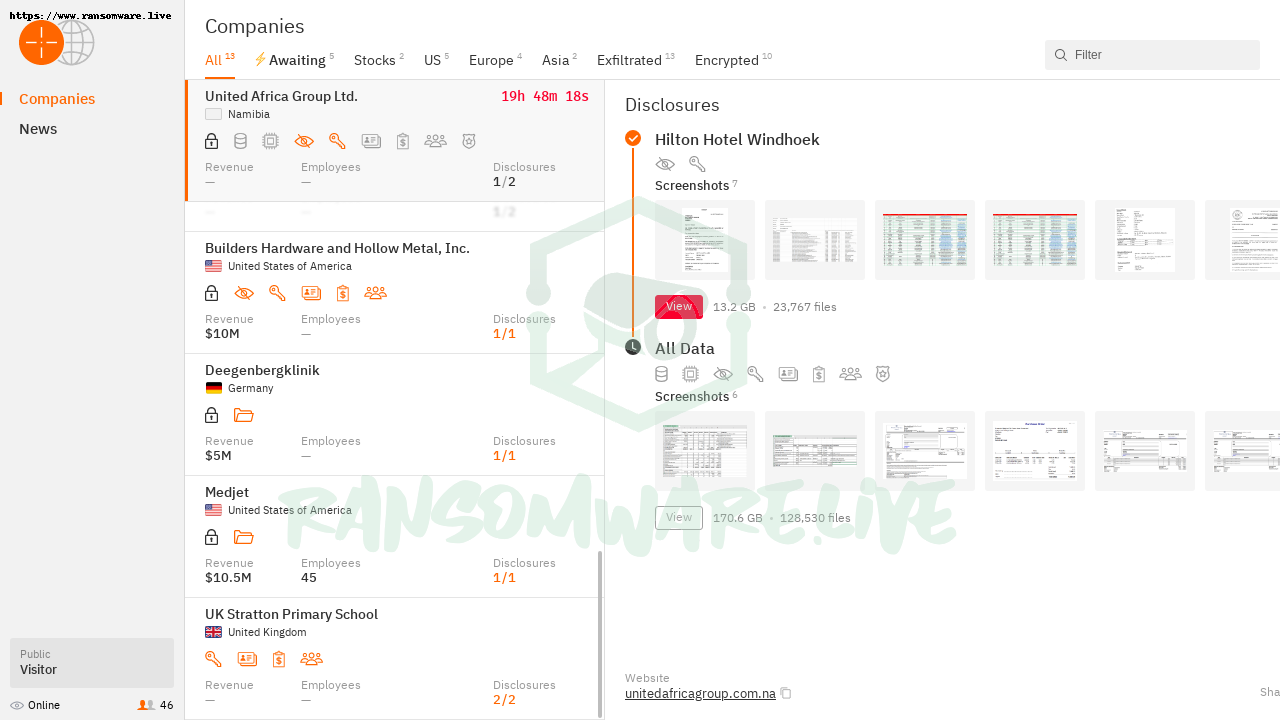 https://www.ransomware.live
Companies
News
Public
Visitor
Online
46
Companies
All 13
Awaiting 5
Stocks 2
US 5
Europe 4
Asia 2
Exfiltrated 13
Encrypted 10
Filter
United Africa Group Ltd.
19h 48m 18s
Namibia
Revenue Employees Disclosures
— — 1/2
— — 1/2
Builders Hardware and Hollow Metal, Inc.
United States of America
Revenue Employees Disclosures
$10M — 1/1
Deegenbergklinik
Germany
Revenue Employees Disclosures
$5M — 1/1
Medjet
United States of America
Revenue Employees Disclosures
$10.5M 45 1/1
UK Stratton Primary School
United Kingdom
Revenue Employees Disclosures
— — 2/2
Disclosures
Hilton Hotel Windhoek
Screenshots 7
View 13.2 GB • 23,767 files
All Data
Screenshots 6
View 170.6 GB • 128,530 files
Website
unitedafricagroup.com.na
Sha
RANSOMWARE.LIVE